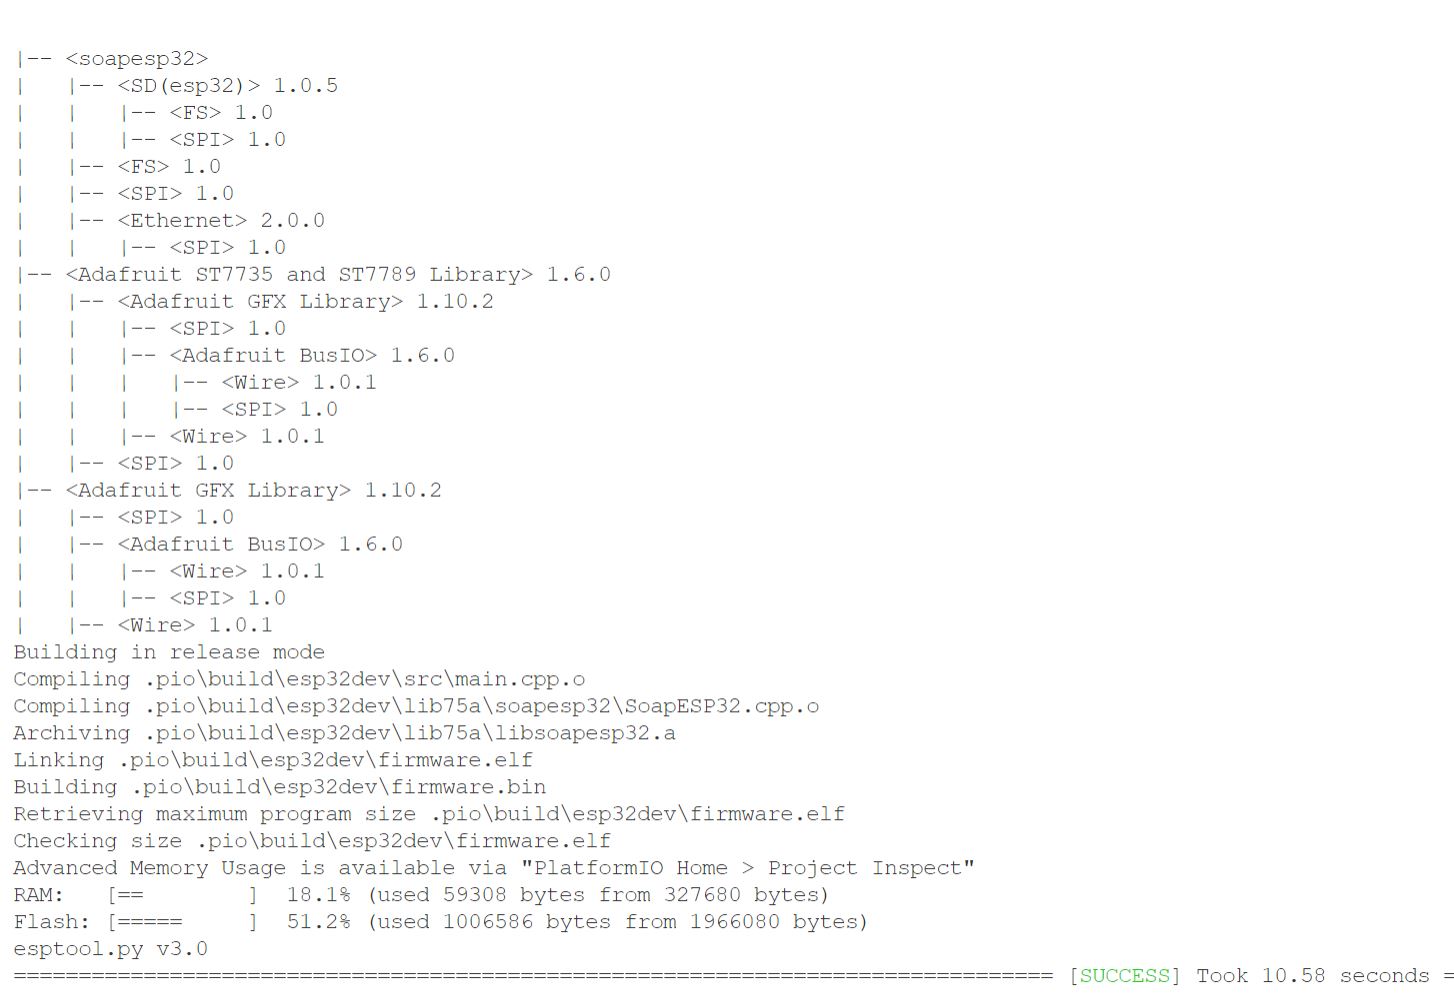 |-- <soapesp32>
|   |-- <SD(esp32)> 1.0.5
|   |   |-- <FS> 1.0
|   |   |-- <SPI> 1.0
|   |-- <FS> 1.0
|   |-- <SPI> 1.0
|   |-- <Ethernet> 2.0.0
|   |   |-- <SPI> 1.0
|-- <Adafruit ST7735 and ST7789 Library> 1.6.0
|   |-- <Adafruit GFX Library> 1.10.2
|   |   |-- <SPI> 1.0
|   |   |-- <Adafruit BusIO> 1.6.0
|   |   |   |-- <Wire> 1.0.1
|   |   |   |-- <SPI> 1.0
|   |   |-- <Wire> 1.0.1
|   |-- <SPI> 1.0
|-- <Adafruit GFX Library> 1.10.2
|   |-- <SPI> 1.0
|   |-- <Adafruit BusIO> 1.6.0
|   |   |-- <Wire> 1.0.1
|   |   |-- <SPI> 1.0
|   |-- <Wire> 1.0.1
Building in release mode
Compiling .pio\build\esp32dev\src\main.cpp.o
Compiling .pio\build\esp32dev\lib75a\soapesp32\SoapESP32.cpp.o
Archiving .pio\build\esp32dev\lib75a\libsoapesp32.a
Linking .pio\build\esp32dev\firmware.elf
Building .pio\build\esp32dev\firmware.bin
Retrieving maximum program size .pio\build\esp32dev\firmware.elf
Checking size .pio\build\esp32dev\firmware.elf
Advanced Memory Usage is available via "PlatformIO Home > Project Inspect"
RAM:   [==        ]  18.1% (used 59308 bytes from 327680 bytes)
Flash: [=====     ]  51.2% (used 1006586 bytes from 1966080 bytes)
esptool.py v3.0
================================================================================ [SUCCESS] Took 10.58 seconds =